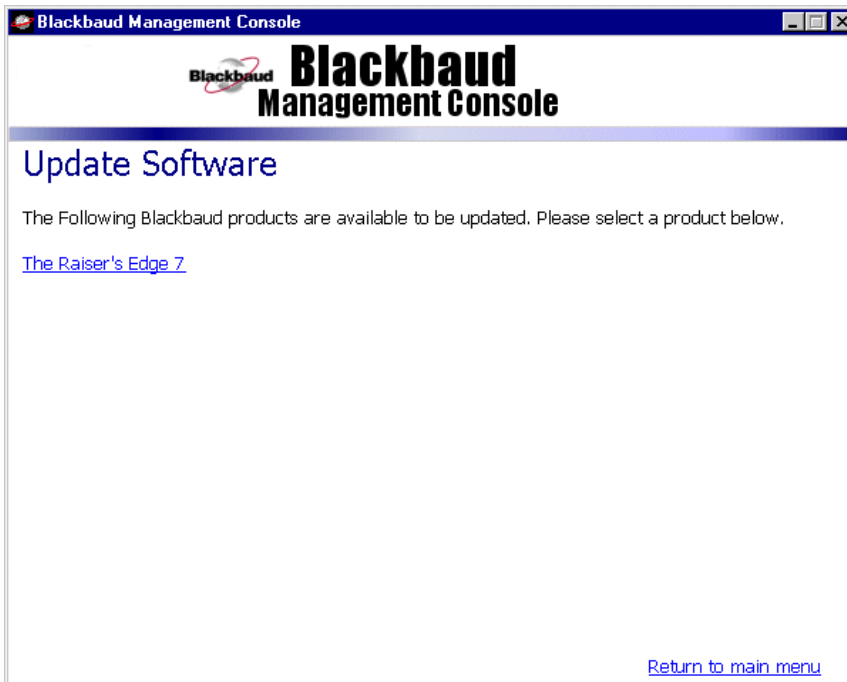 Blackbaud Management Console
Blackbaud
Blackbaud
Management Console
Update Software
The Following Blackbaud products are available to be updated. Please select a product below.
The Raiser's Edge 7
Return to main menu